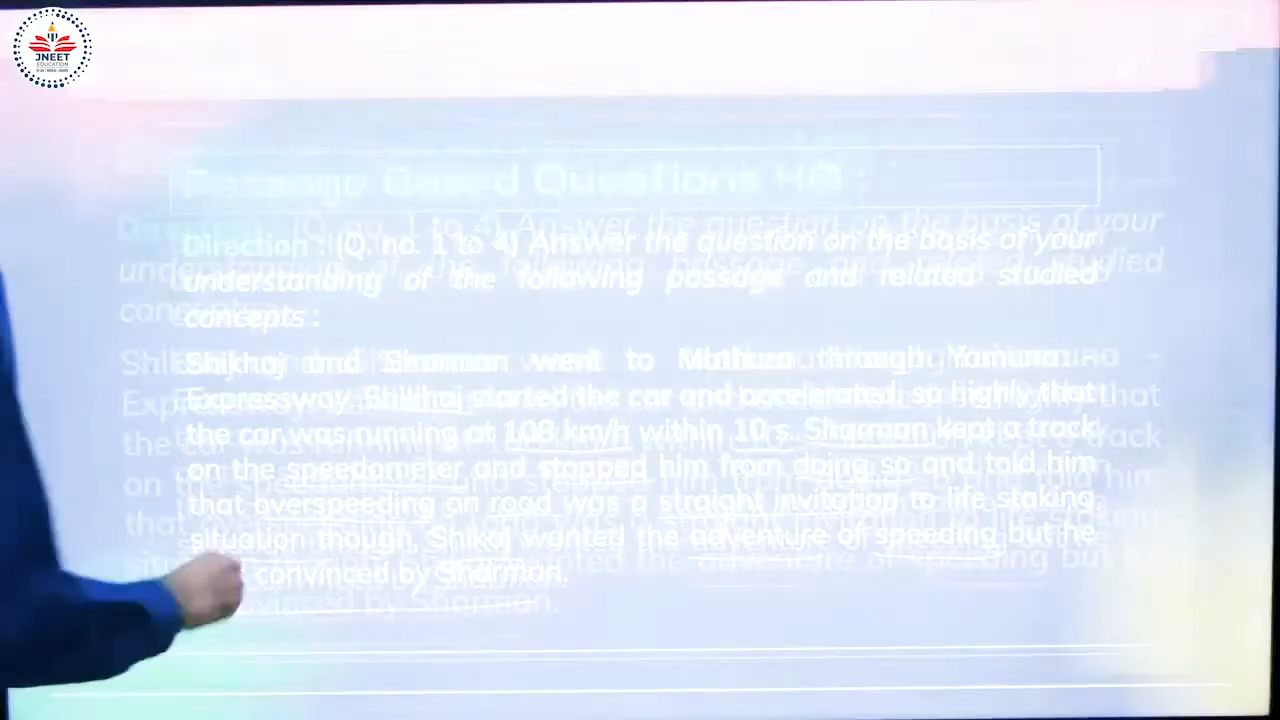 JNEET
EDUCATION
Passage Based Questions HQ :
Direction : (Q. no. 1 to 4) Answer the question on the basis of your
understanding of the following passage and related studied
concepts :
Shikhaj and Sharman went to Mathura through Yamuna -
Expressway. Shikhaj started the car and accelerated, so highly that
the car was running at 108 km/h within 10 s. Sharman kept a track
on the speedometer and stopped him from doing so and told him
that overspeeding on road was a straight invitation to life staking
situation though, Shikaj wanted the adventure of speeding but he
convinced by Sharman.